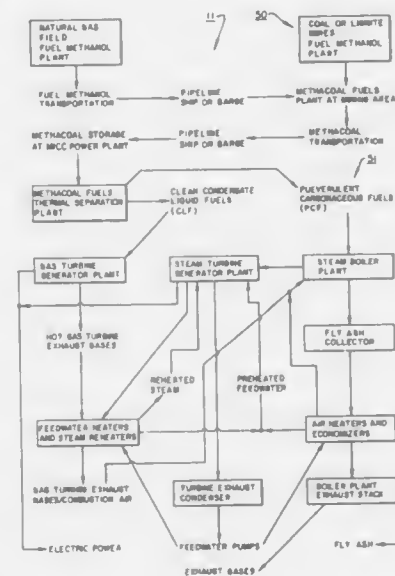 NATURAL GAS
FIELD
FUEL METHANOL
PLANT
11
50
COAL OR LIGNITE
MINES
FUEL METHANOL
PLANT
FUEL METHANOL
TRANSPORTATION
PIPELINE
SHIP OR BARGE
METHACOAL FUELS
PLANT AT MINING AREA
METHACOAL STORAGE
AT MICC POWER PLANT
PIPELINE
SHIP OR BARGE
METHACOAL
TRANSPORTATION
51
METHACOAL FUELS
THERMAL SEPARATION
PLANT
CLEAR CONDENSATE
LIQUID FUELS
(CLF)
PULVERULENT
CARBONACEOUS FUELS
(PCF)
GAS TURBINE
GENERATOR PLANT
STEAM TURBINE
GENERATOR PLANT
STEAM BOILER
PLANT
HOT GAS TURBINE
EXHAUST GASES
FLY ASH
COLLECTOR
REHEATED
STEAM
PREHEATED
FEEDWATER
FEEDWATER HEATERS
AND STEAM REHEATERS
AIR HEATERS AND
ECONOMIZERS
GAS TURBINE EXHAUST
GASES/COMBUSTION AIR
TURBINE EXHAUST
CONDENSER
BOILER PLANT
EXHAUST STACK
ELECTRIC POWER
FEEDWATER PUMPS
FLY ASH
EXHAUST GASES